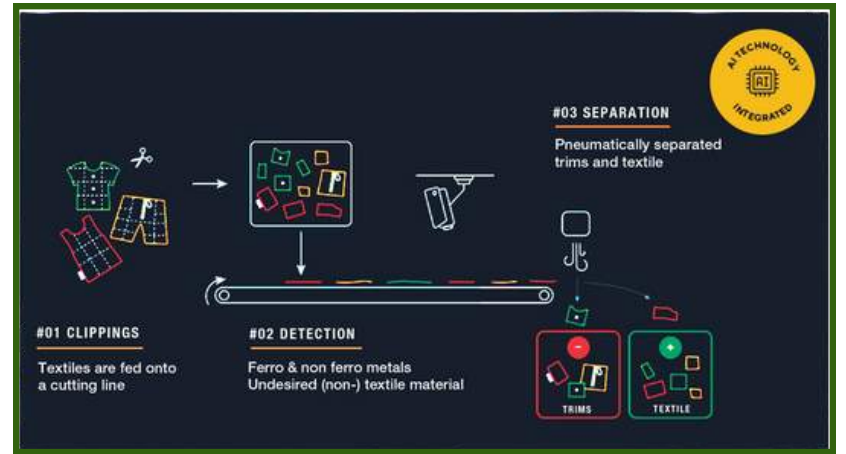 AI TECHNOLOGY
AI
INTEGRATED
#03 SEPARATION
Pneumatically separated
trims and textile
#01 CLIPPINGS
Textiles are fed onto
a cutting line
#02 DETECTION
Ferro & non ferro metals
Undesired (non-) textile material
TRIMS
TEXTILE